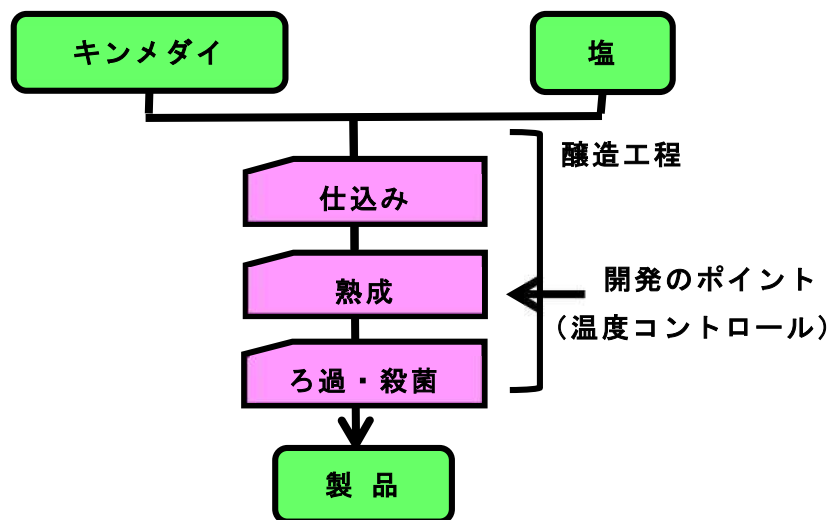 キンメダイ
塩
醸造工程
仕込み
熟成
開発のポイント
（温度コントロール）
ろ過・殺菌
製 品